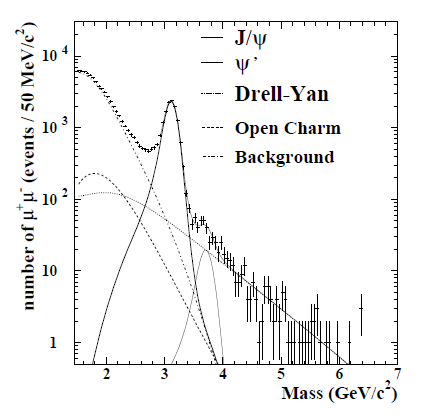 number of μ⁺μ⁻ (events / 50 MeV/c²)
10⁴
10³
10²
10
1
J/ψ
ψ’
Drell-Yan
Open Charm
Background
2 3 4 5 6 7
Mass (GeV/c²)